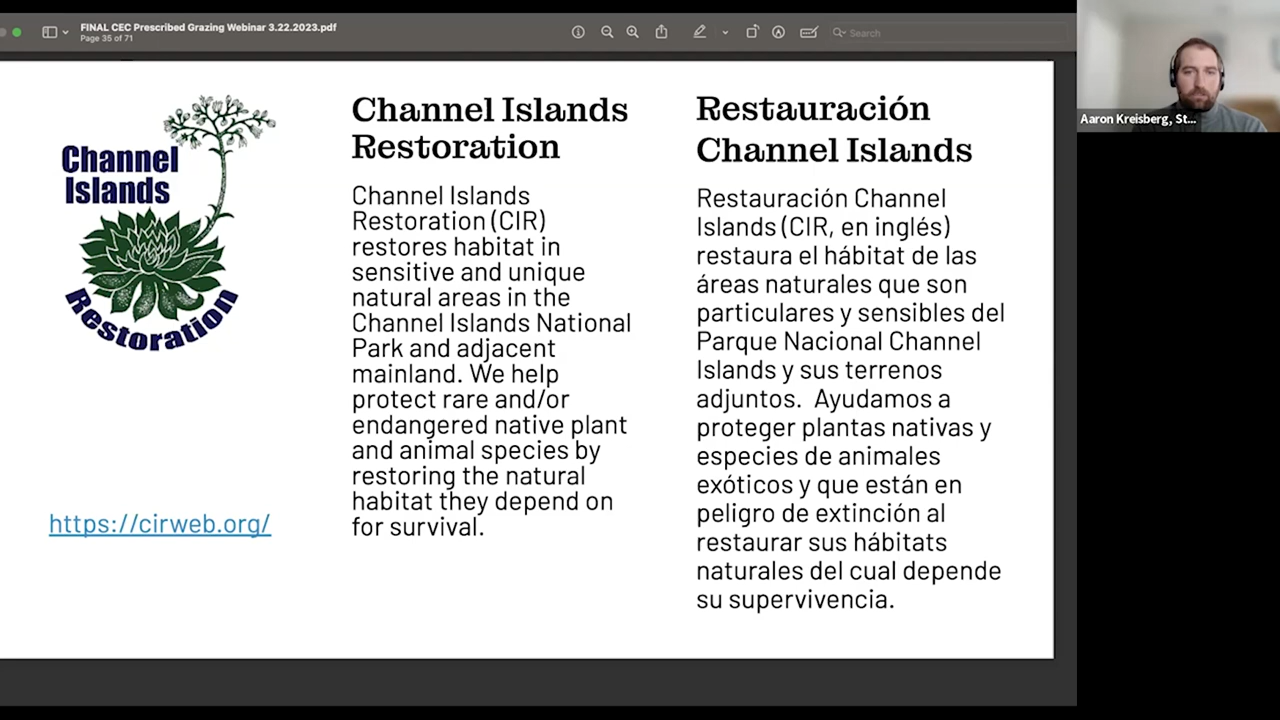 FINAL CEC Prescribed Grazing Webinar 3.22.2023.pdf
Page 35 of 71
Search
Aaron Kreisberg, St...
Channel
Islands
Restoration
https://cirweb.org/
Channel Islands
Restoration
Channel Islands
Restoration (CIR)
restores habitat in
sensitive and unique
natural areas in the
Channel Islands National
Park and adjacent
mainland. We help
protect rare and/or
endangered native plant
and animal species by
restoring the natural
habitat they depend on
for survival.
Restauración
Channel Islands
Restauración Channel
Islands (CIR, en inglés)
restaura el hábitat de las
áreas naturales que son
particulares y sensibles del
Parque Nacional Channel
Islands y sus terrenos
adjuntos.  Ayudamos a
proteger plantas nativas y
especies de animales
exóticos y que están en
peligro de extinción al
restaurar sus hábitats
naturales del cual depende
su supervivencia.